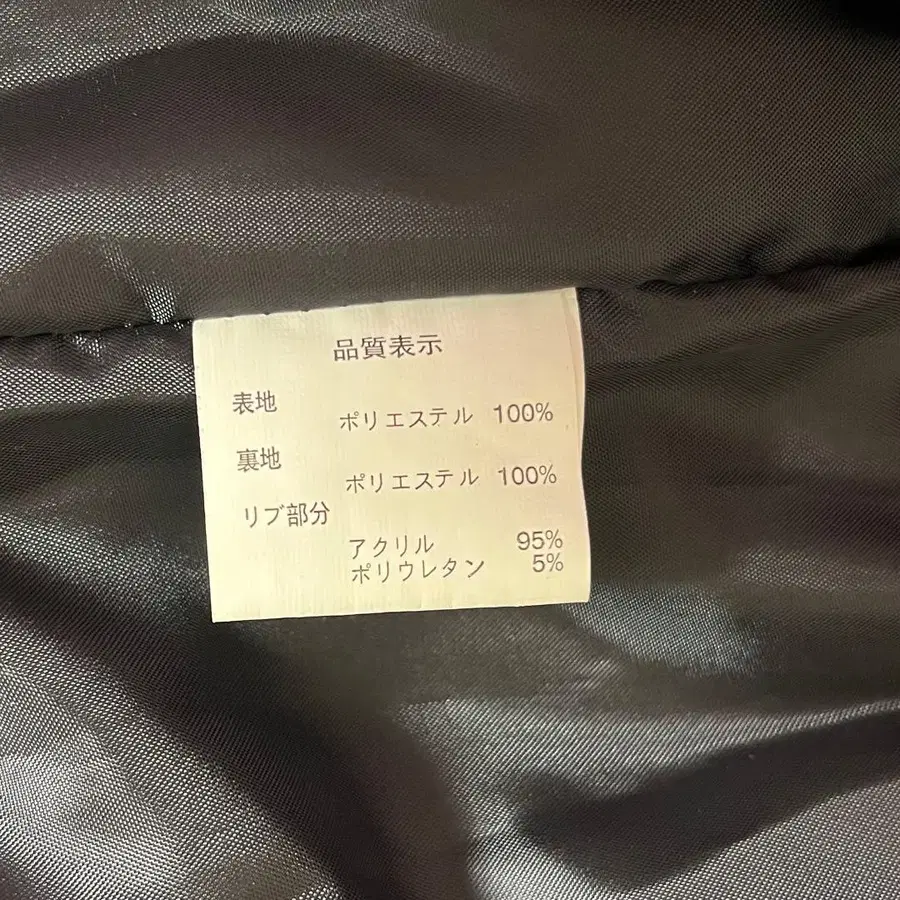 品質表示
表地
ポリエステル 100%
裏地
ポリエステル 100%
リブ部分
アクリル 95%
ポリウレタン 5%